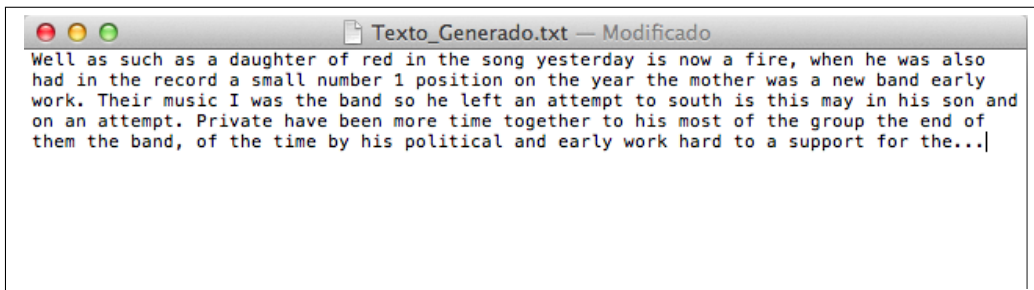 Texto_Generado.txt — Modificado
Well as such as a daughter of red in the song yesterday is now a fire, when he was also
had in the record a small number 1 position on the year the mother was a new band early
work. Their music I was the band so he left an attempt to south is this may in his son and
on an attempt. Private have been more time together to his most of the group the end of
them the band, of the time by his political and early work hard to a support for the...